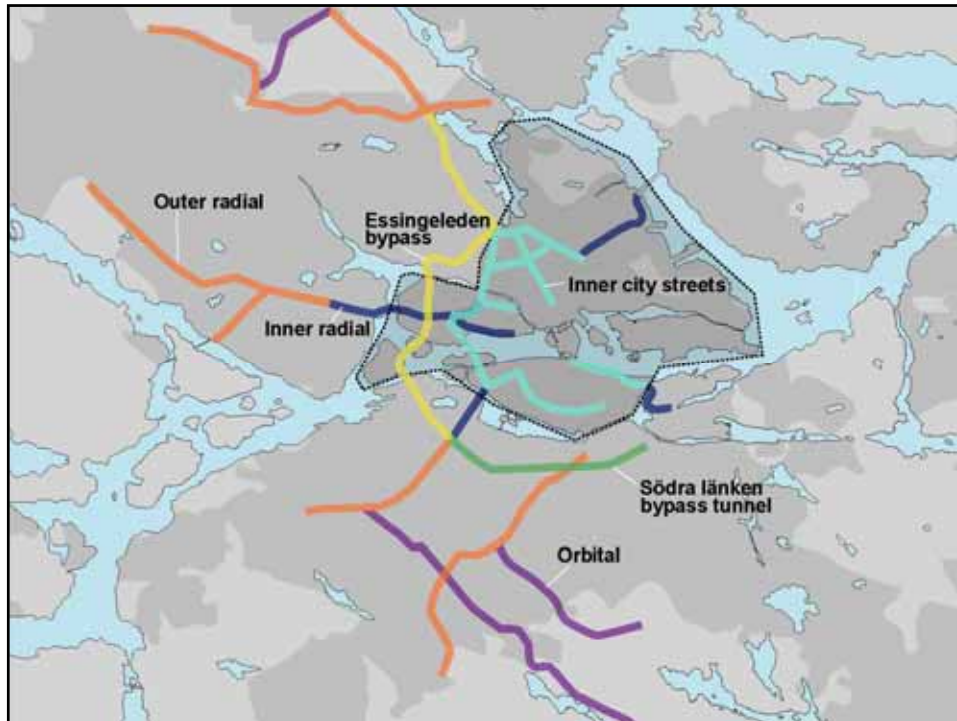 Outer radial
Essingeleden
bypass
Inner city streets
Inner radial
Södra länken
bypass tunnel
Orbital